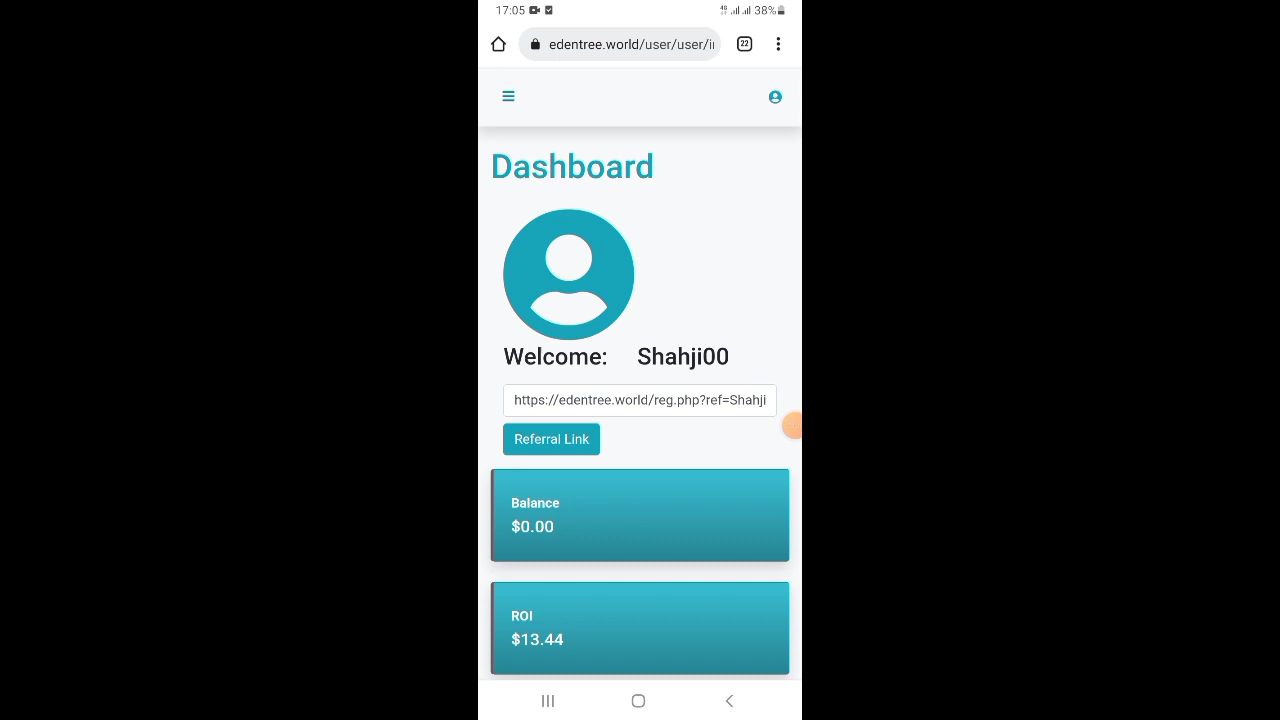 17:05 4G 38%
edentree.world/user/user/i
22
Dashboard
Welcome: Shahji00
https://edentree.world/reg.php?ref=Shahji
Referral Link
Balance
$0.00
ROI
$13.44